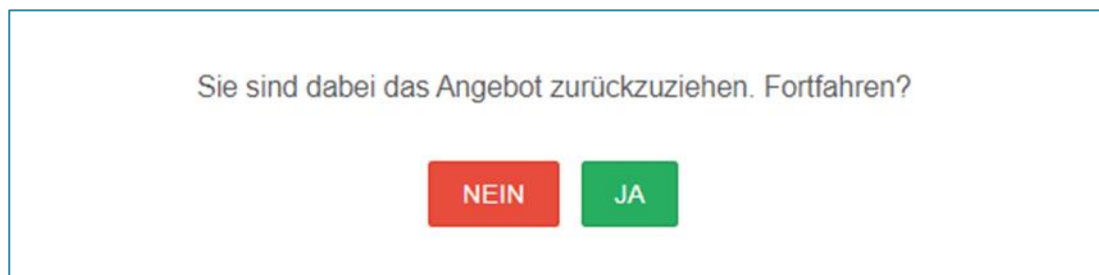 Sie sind dabei das Angebot zurückzuziehen. Fortfahren?
NEIN JA